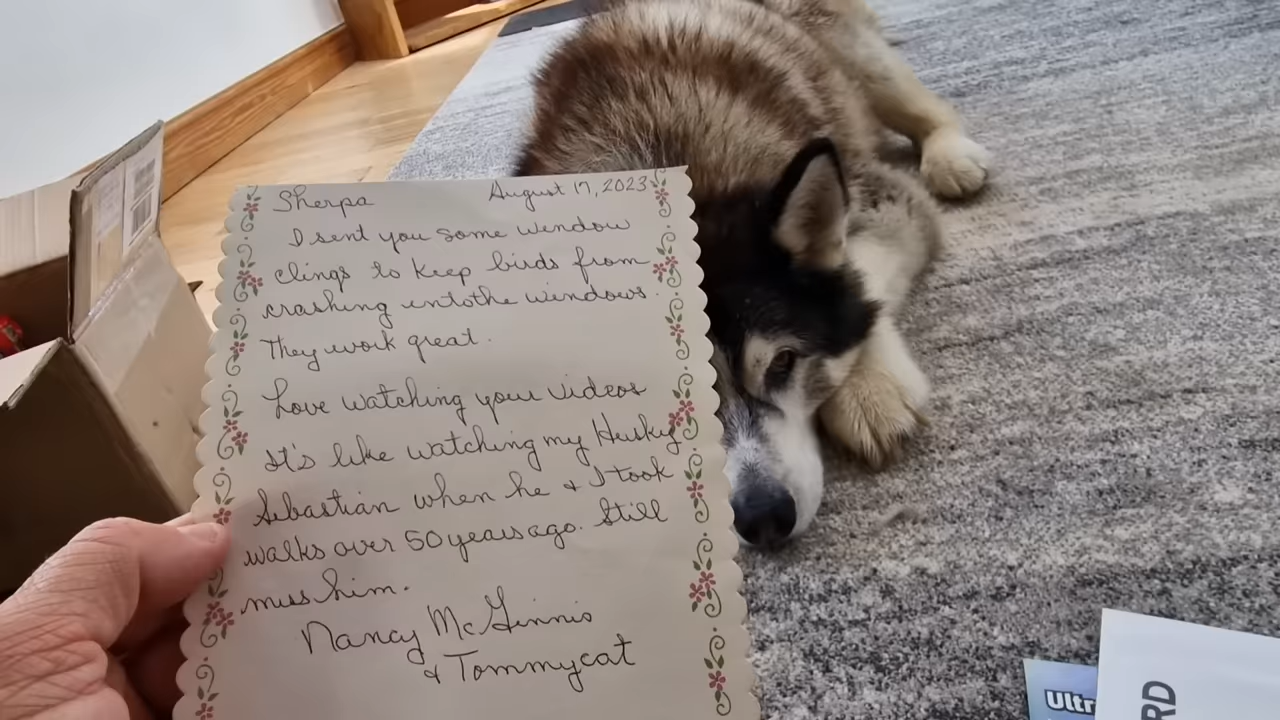 Sherpa August 17, 2023
I sent you some window
clings to keep birds from
crashing into the windows.
They work great.
Love watching your videos
It's like watching my Husky
Sebastian when he & I took
walks over 50 years ago. Still
miss him.
Nancy McGinnis
& Tommycat
Ultr
RD